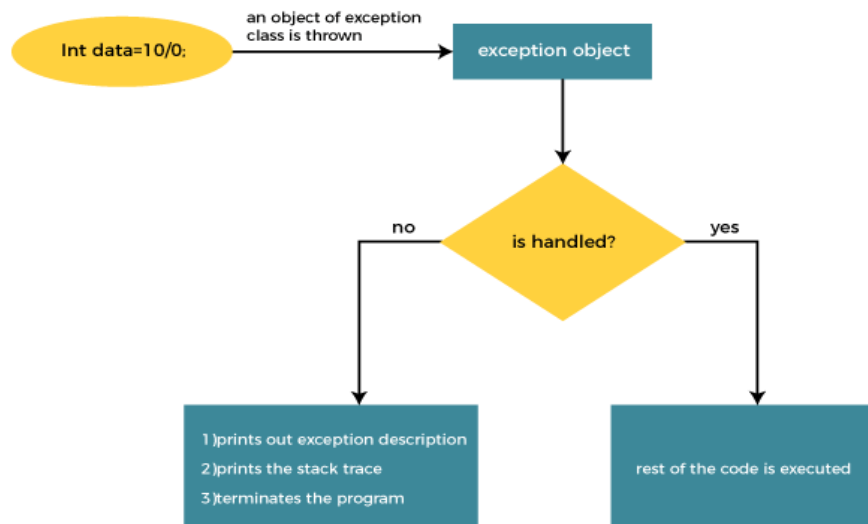 Int data=10/0;
an object of exception
class is thrown
exception object
is handled?
no
yes
1)prints out exception description
2)prints the stack trace
3)terminates the program
rest of the code is executed